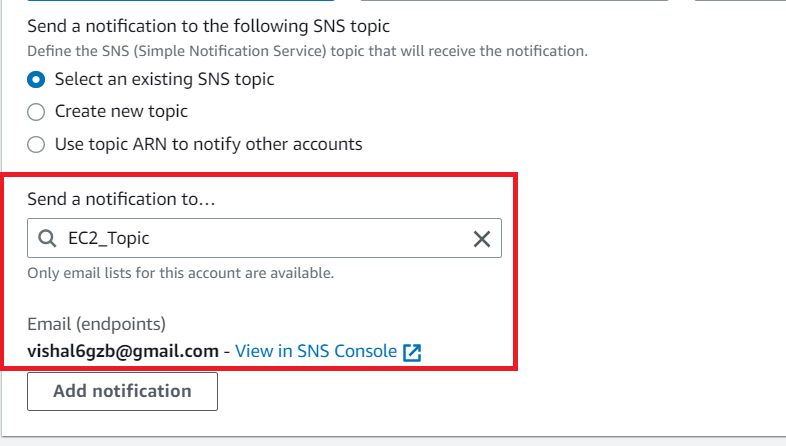 Send a notification to the following SNS topic
Define the SNS (Simple Notification Service) topic that will receive the notification.
Select an existing SNS topic
Create new topic
Use topic ARN to notify other accounts
Send a notification to…
EC2_Topic
Only email lists for this account are available.
Email (endpoints)
vishal6gzb@gmail.com - View in SNS Console
Add notification